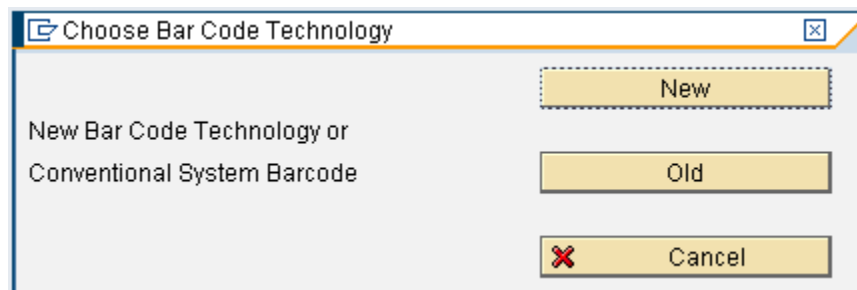 Choose Bar Code Technology
New
New Bar Code Technology or
Conventional System Barcode
Old
Cancel